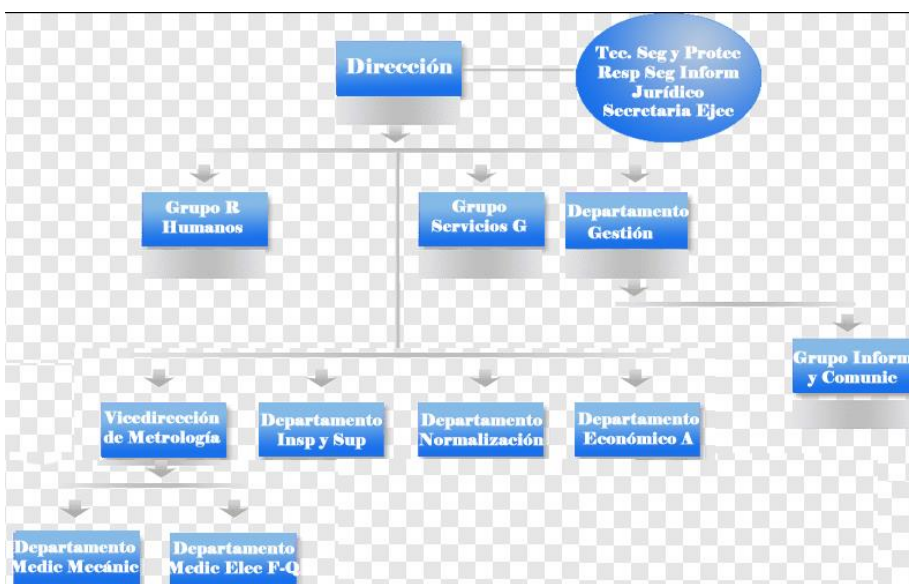 Dirección
Tec. Seg y Protec
Resp Seg Inform
Jurídico
Secretaria Ejec
Grupo R
Humanos
Grupo
Servicios G
Departamento
Gestión
Grupo Inform
y Comunic
Vicedirección
de Metrología
Departamento
Insp y Sup
Departamento
Normalización
Departamento
Económico A
Departamento
Medic Mecánic
Departamento
Medic Elec F-Q